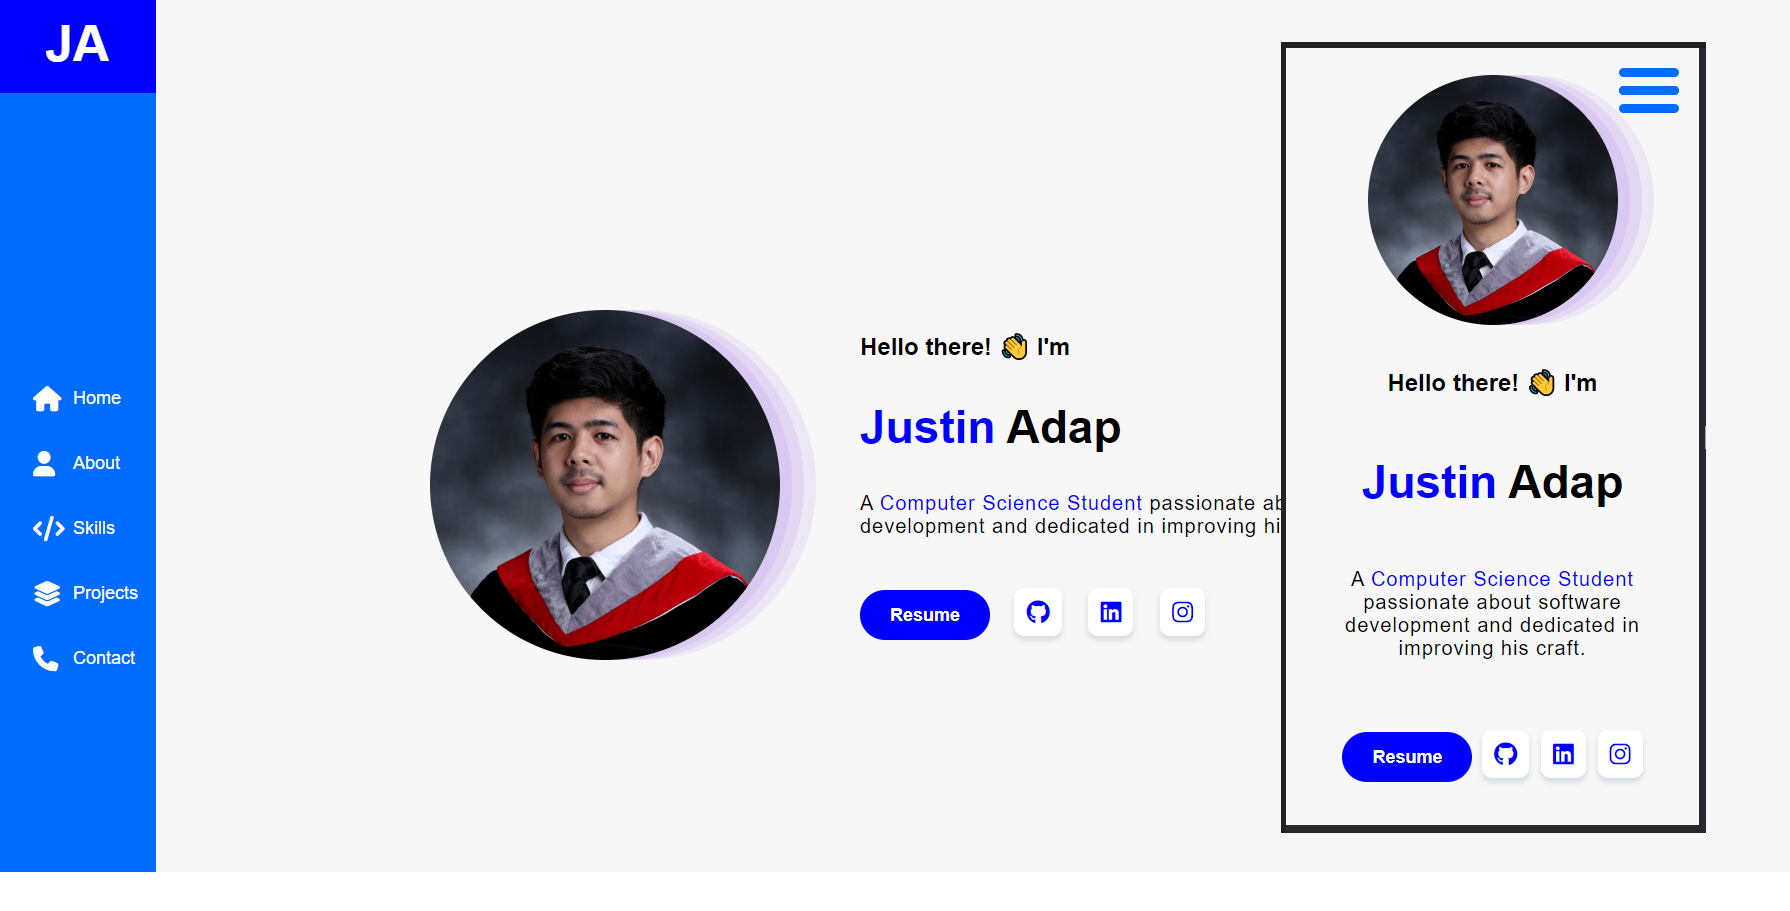 JA
Home
About
Skills
Projects
Contact
Hello there! 👋 I'm
Justin Adap
A Computer Science Student passionate ab
development and dedicated in improving hi
Resume
Hello there! 👋 I'm
Justin Adap
A Computer Science Student
passionate about software
development and dedicated in
improving his craft.
Resume